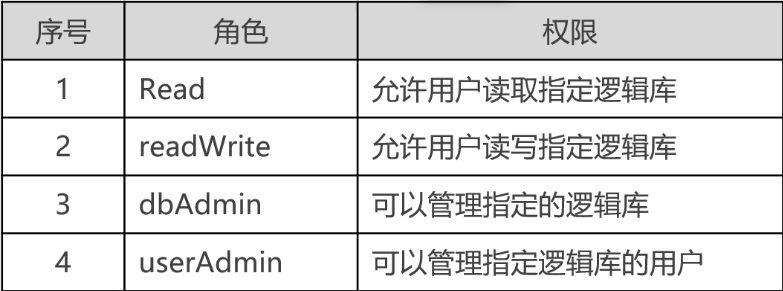 序号 角色 权限
1 Read 允许用户读取指定逻辑库
2 readWrite 允许用户读写指定逻辑库
3 dbAdmin 可以管理指定的逻辑库
4 userAdmin 可以管理指定逻辑库的用户